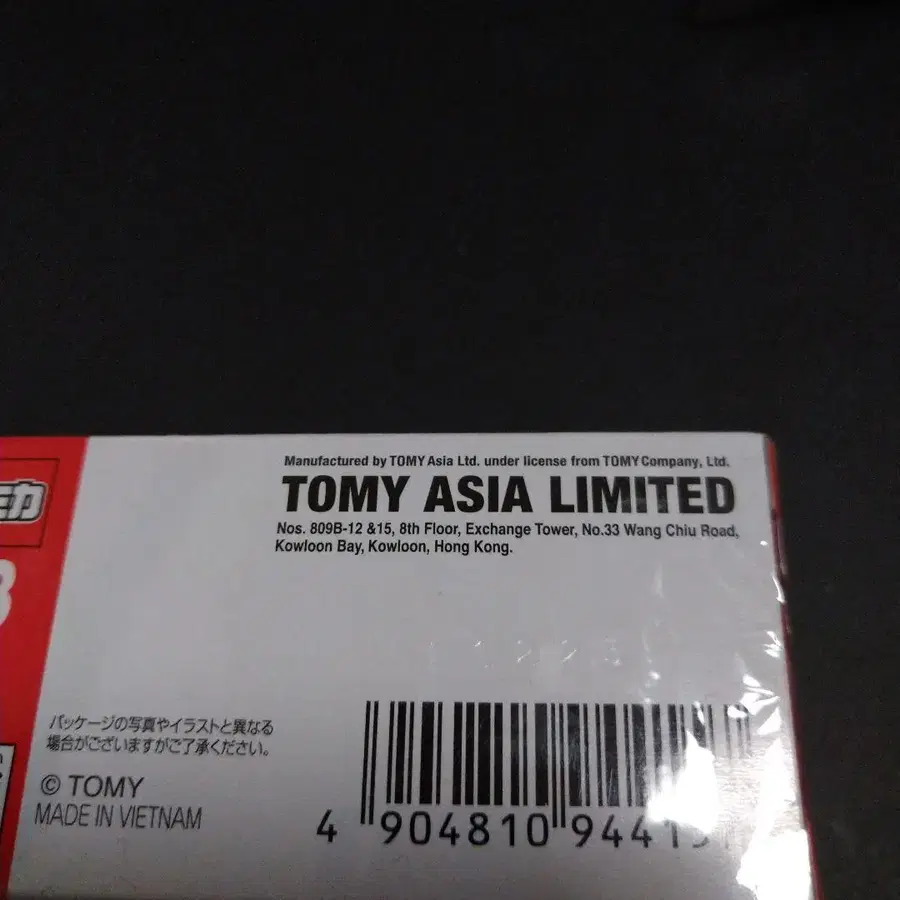 Manufactured by TOMY Asia Ltd. under license from TOMY Company, Ltd.
TOMY ASIA LIMITED
Nos. 809B-12 &15, 8th Floor, Exchange Tower, No.33 Wang Chiu Road,
Kowloon Bay, Kowloon, Hong Kong.
パッケージの写真やイラストと異なる
場合がございますがご了承ください。
© TOMY
MADE IN VIETNAM
4 904810 94415